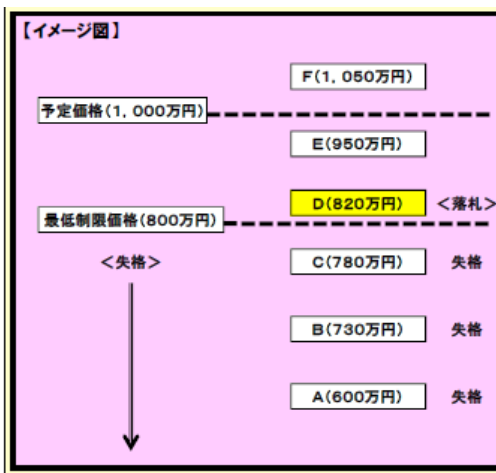 【イメージ図】
F(1,050万円)
予定価格(1,000万円)
E(950万円)
D(820万円) <落札>
最低制限価格(800万円)
<失格> C(780万円) 失格
B(730万円) 失格
A(600万円) 失格